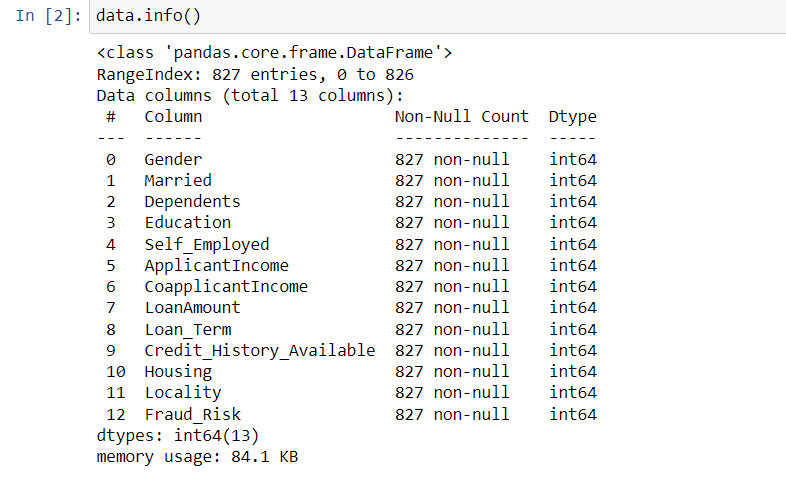 In [2]: data.info()
<class 'pandas.core.frame.DataFrame'>
RangeIndex: 827 entries, 0 to 826
Data columns (total 13 columns):
 #   Column                    Non-Null Count  Dtype
---  ------                    --------------  -----
 0   Gender                    827 non-null    int64
 1   Married                   827 non-null    int64
 2   Dependents                827 non-null    int64
 3   Education                 827 non-null    int64
 4   Self_Employed             827 non-null    int64
 5   ApplicantIncome           827 non-null    int64
 6   CoapplicantIncome         827 non-null    int64
 7   LoanAmount                827 non-null    int64
 8   Loan_Term                 827 non-null    int64
 9   Credit_History_Available  827 non-null    int64
 10  Housing                   827 non-null    int64
 11  Locality                  827 non-null    int64
 12  Fraud_Risk                827 non-null    int64
dtypes: int64(13)
memory usage: 84.1 KB